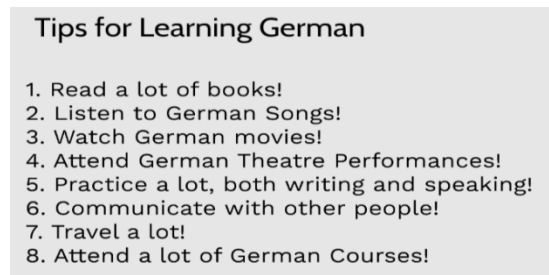 Tips for Learning German
1. Read a lot of books!
2. Listen to German Songs!
3. Watch German movies!
4. Attend German Theatre Performances!
5. Practice a lot, both writing and speaking!
6. Communicate with other people!
7. Travel a lot!
8. Attend a lot of German Courses!